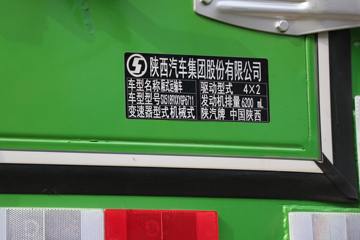 陕西汽车集团股份有限公司
车型名称 厢式运输车 驱动型式 4X2
车型型号 发动机排量 6200 mL
变速器型式 机械式 陕汽牌 中国陕西